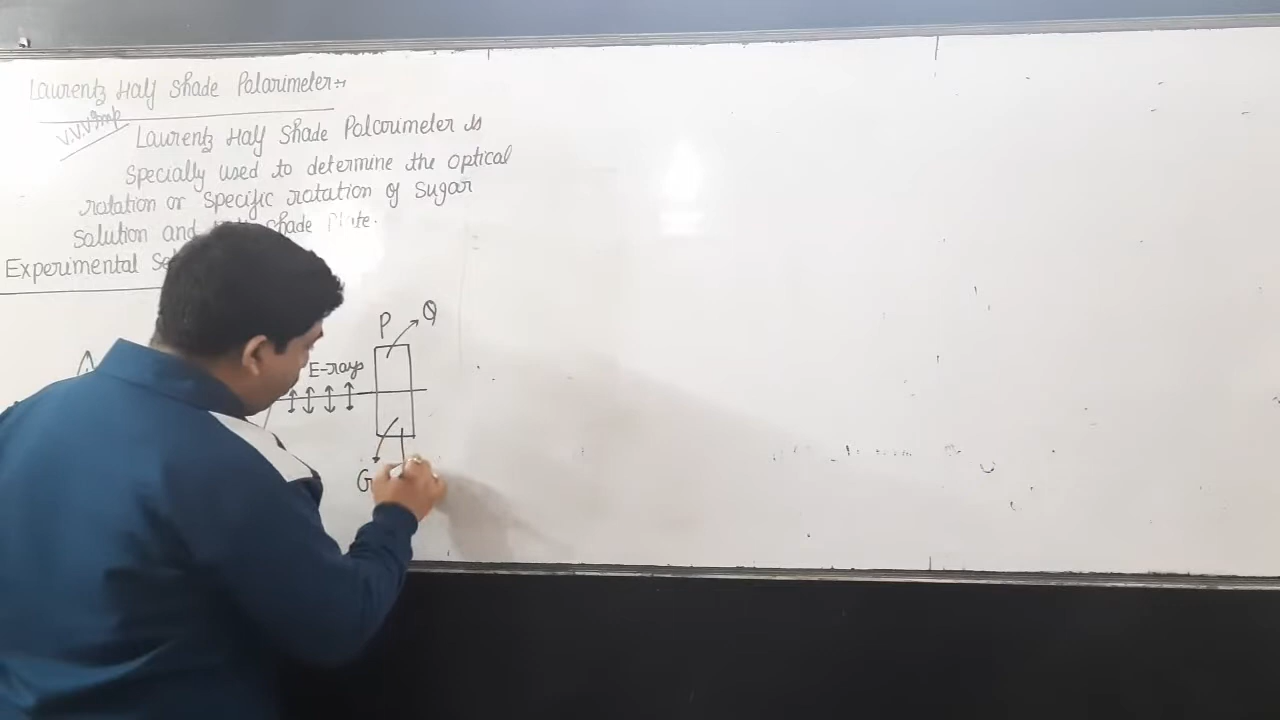 Laurentz Half Shade Polarimeter:-
V.V.V Imp
Laurentz Half Shade Polarimeter is
Specially used to determine the optical
rotation or Specific rotation of Sugar
Solution and Shade Plate.
Experimental
P
Q
E-rays
G